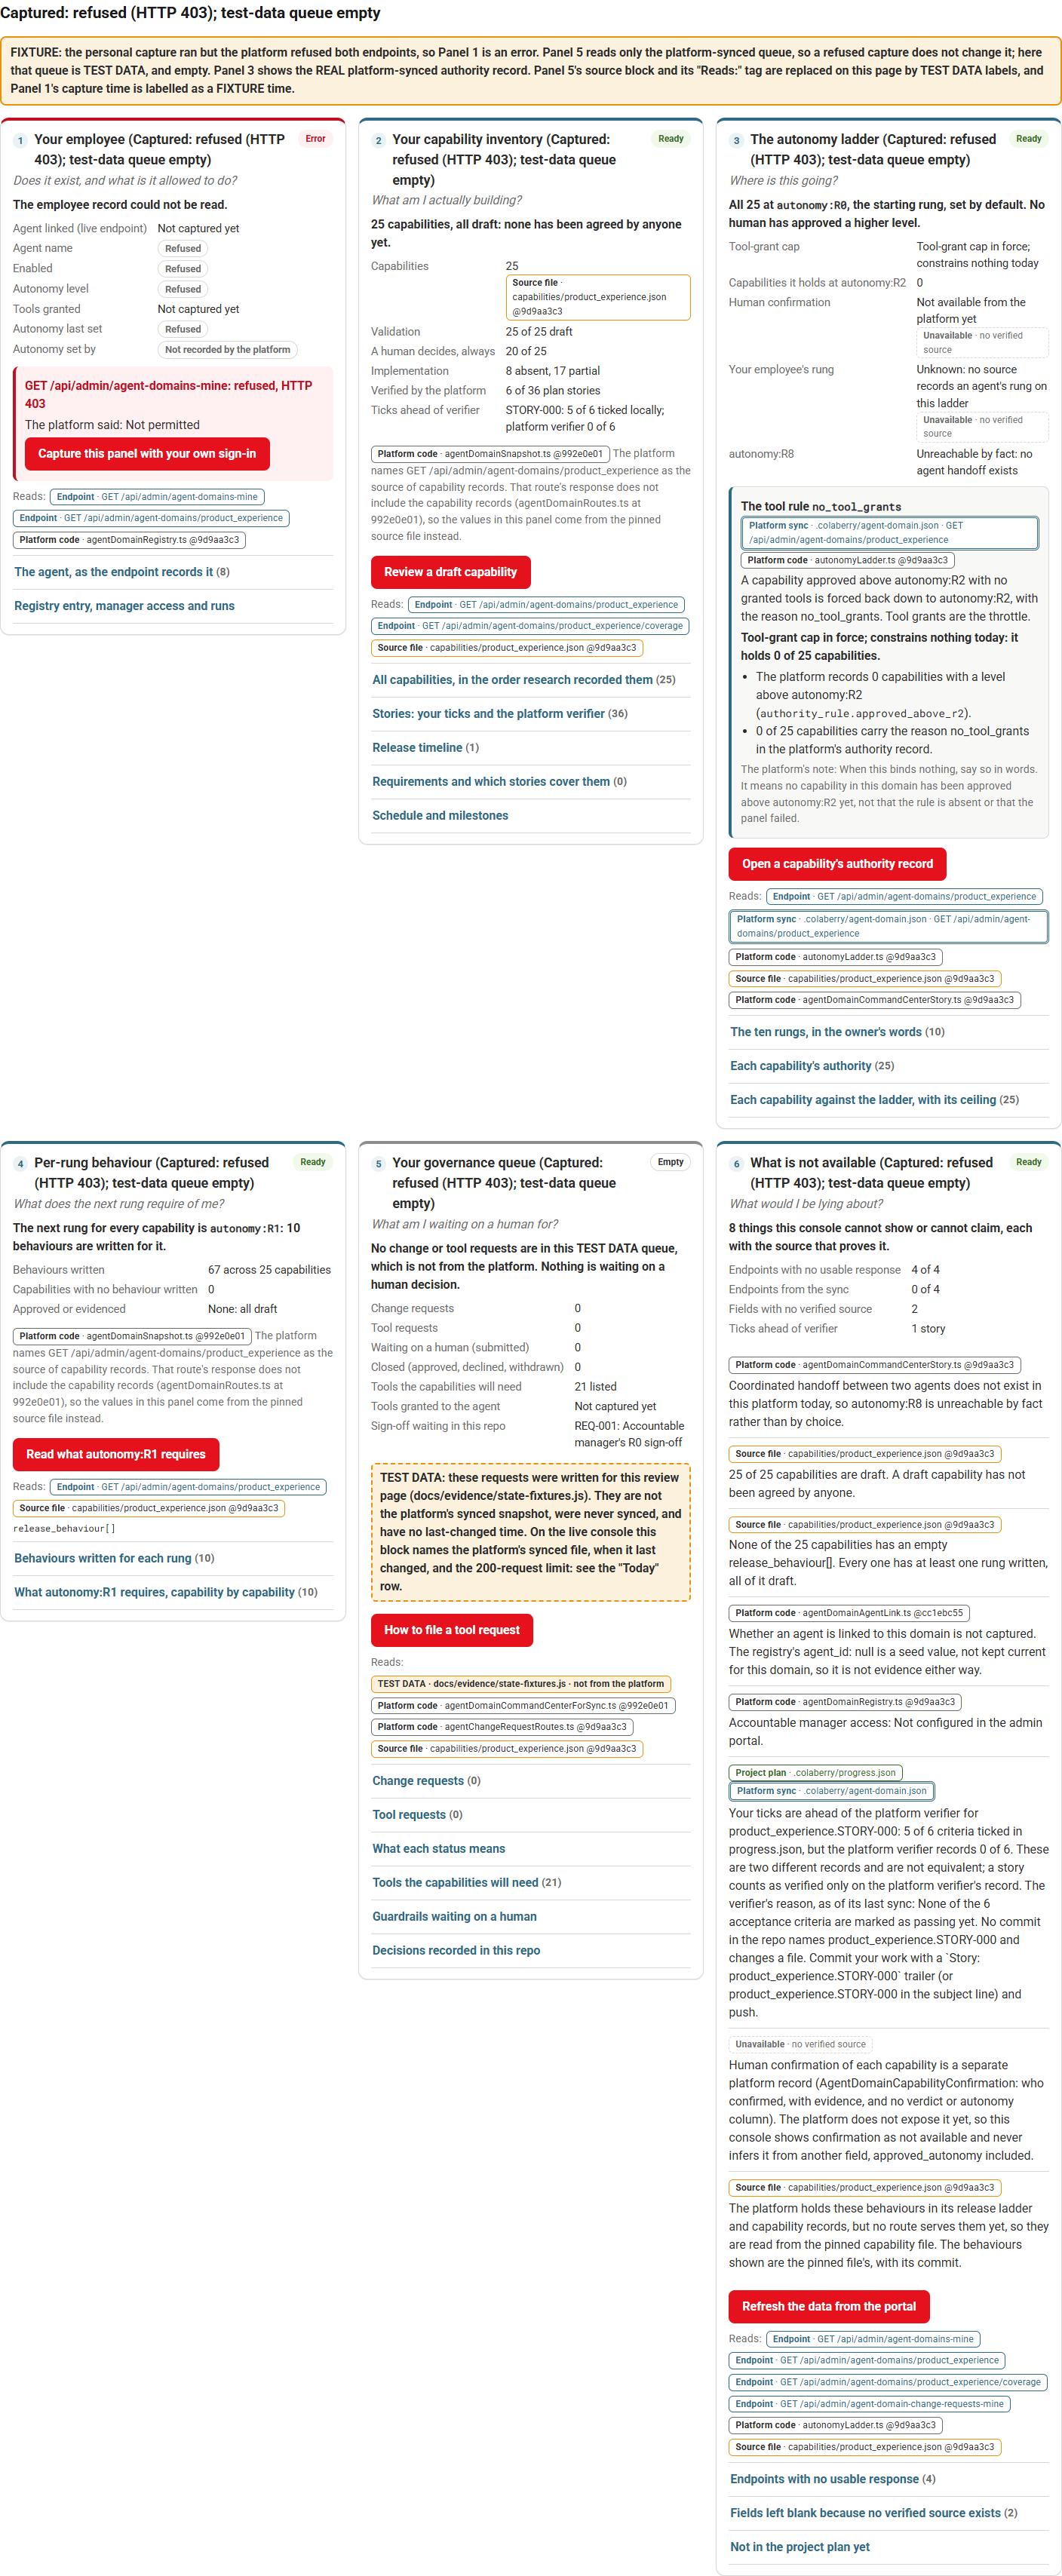 Captured: refused (HTTP 403); test-data queue empty
FIXTURE: the personal capture ran but the platform refused both endpoints, so Panel 1 is an error. Panel 5 reads only the platform-synced queue, so a refused capture does not change it; here
that queue is TEST DATA, and empty. Panel 3 shows the REAL platform-synced authority record. Panel 5's source block and its "Reads:" tag are replaced on this page by TEST DATA labels, and
Panel 1's capture time is labelled as a FIXTURE time.
1 Your employee (Captured: refused (HTTP 403); test-data queue empty) Error
Does it exist, and what is it allowed to do?
The employee record could not be read.
Agent linked (live endpoint) Not captured yet
Agent name Refused
Enabled Refused
Autonomy level Refused
Tools granted Not captured yet
Autonomy last set Refused
Autonomy set by Not recorded by the platform
GET /api/admin/agent-domains-mine: refused, HTTP
403
The platform said: Not permitted
Capture this panel with your own sign-in
Reads: Endpoint · GET /api/admin/agent-domains-mine
Endpoint · GET /api/admin/agent-domains/product_experience
Platform code · agentDomainRegistry.ts @9d9aa3c3
The agent, as the endpoint records it (8)
Registry entry, manager access and runs
2 Your capability inventory (Captured: Ready
refused (HTTP 403); test-data queue
empty)
What am I actually building?
25 capabilities, all draft: none has been agreed by anyone
yet.
Capabilities 25
Source file ·
capabilities/product_experience.json
@9d9aa3c3
Validation 25 of 25 draft
A human decides, always 20 of 25
Implementation 8 absent, 17 partial
Verified by the platform 6 of 36 plan stories
Ticks ahead of verifier STORY-000: 5 of 6 ticked locally;
platform verifier 0 of 6
Platform code · agentDomainSnapshot.ts @992e0e01 The platform
names GET /api/admin/agent-domains/product_experience as the
source of capability records. That route's response does not
include the capability records (agentDomainRoutes.ts at
992e0e01), so the values in this panel come from the pinned
source file instead.
Review a draft capability
Reads: Endpoint · GET /api/admin/agent-domains/product_experience
Endpoint · GET /api/admin/agent-domains/product_experience/coverage
Source file · capabilities/product_experience.json @9d9aa3c3
All capabilities, in the order research recorded them (25)
Stories: your ticks and the platform verifier (36)
Release timeline (1)
Requirements and which stories cover them (0)
Schedule and milestones
3 The autonomy ladder (Captured: refused Ready
(HTTP 403); test-data queue empty)
Where is this going?
All 25 at autonomy:R0, the starting rung, set by default. No
human has approved a higher level.
Tool-grant cap Tool-grant cap in force;
constrains nothing today
Capabilities it holds at autonomy:R2 0
Human confirmation Not available from the
platform yet
Unavailable · no verified
source
Your employee's rung Unknown: no source
records an agent's rung on
this ladder
Unavailable · no verified
source
autonomy:R8 Unreachable by fact: no
agent handoff exists
The tool rule no_tool_grants
Platform sync · .colaberry/agent-domain.json · GET
/api/admin/agent-domains/product_experience
Platform code · autonomyLadder.ts @9d9aa3c3
A capability approved above autonomy:R2 with no
granted tools is forced back down to autonomy:R2, with
the reason no_tool_grants. Tool grants are the throttle.
Tool-grant cap in force; constrains nothing today: it
holds 0 of 25 capabilities.
• The platform records 0 capabilities with a level
above autonomy:R2
(authority_rule.approved_above_r2).
• 0 of 25 capabilities carry the reason no_tool_grants
in the platform's authority record.
The platform's note: When this binds nothing, say so in words.
It means no capability in this domain has been approved
above autonomy:R2 yet, not that the rule is absent or that the
panel failed.
Open a capability's authority record
Reads: Endpoint · GET /api/admin/agent-domains/product_experience
Platform sync · .colaberry/agent-domain.json · GET /api/admin/agent-
domains/product_experience
Platform code · autonomyLadder.ts @9d9aa3c3
Source file · capabilities/product_experience.json @9d9aa3c3
Platform code · agentDomainCommandCenterStory.ts @9d9aa3c3
The ten rungs, in the owner's words (10)
Each capability's authority (25)
Each capability against the ladder, with its ceiling (25)
4 Per-rung behaviour (Captured: refused Ready
(HTTP 403); test-data queue empty)
What does the next rung require of me?
The next rung for every capability is autonomy:R1: 10
behaviours are written for it.
Behaviours written 67 across 25 capabilities
Capabilities with no behaviour written 0
Approved or evidenced None: all draft
Platform code · agentDomainSnapshot.ts @992e0e01 The platform
names GET /api/admin/agent-domains/product_experience as the
source of capability records. That route's response does not
include the capability records (agentDomainRoutes.ts at
992e0e01), so the values in this panel come from the pinned
source file instead.
Read what autonomy:R1 requires
Reads: Endpoint · GET /api/admin/agent-domains/product_experience
Source file · capabilities/product_experience.json @9d9aa3c3
release_behaviour[]
Behaviours written for each rung (10)
What autonomy:R1 requires, capability by capability (10)
5 Your governance queue (Captured: Empty
refused (HTTP 403); test-data queue
empty)
What am I waiting on a human for?
No change or tool requests are in this TEST DATA queue,
which is not from the platform. Nothing is waiting on a
human decision.
Change requests 0
Tool requests 0
Waiting on a human (submitted) 0
Closed (approved, declined, withdrawn) 0
Tools the capabilities will need 21 listed
Tools granted to the agent Not captured yet
Sign-off waiting in this repo REQ-001: Accountable
manager's R0 sign-off
TEST DATA: these requests were written for this review
page (docs/evidence/state-fixtures.js). They are not
the platform's synced snapshot, were never synced, and
have no last-changed time. On the live console this
block names the platform's synced file, when it last
changed, and the 200-request limit: see the "Today"
row.
How to file a tool request
Reads:
TEST DATA · docs/evidence/state-fixtures.js · not from the platform
Platform code · agentDomainCommandCenterForSync.ts @992e0e01
Platform code · agentChangeRequestRoutes.ts @9d9aa3c3
Source file · capabilities/product_experience.json @9d9aa3c3
Change requests (0)
Tool requests (0)
What each status means
Tools the capabilities will need (21)
Guardrails waiting on a human
Decisions recorded in this repo
6 What is not available (Captured: refused Ready
(HTTP 403); test-data queue empty)
What would I be lying about?
8 things this console cannot show or cannot claim, each
with the source that proves it.
Endpoints with no usable response 4 of 4
Endpoints from the sync 0 of 4
Fields with no verified source 2
Ticks ahead of verifier 1 story
Platform code · agentDomainCommandCenterStory.ts @9d9aa3c3
Coordinated handoff between two agents does not exist in
this platform today, so autonomy:R8 is unreachable by fact
rather than by choice.
Source file · capabilities/product_experience.json @9d9aa3c3
25 of 25 capabilities are draft. A draft capability has not
been agreed by anyone.
Source file · capabilities/product_experience.json @9d9aa3c3
None of the 25 capabilities has an empty
release_behaviour[]. Every one has at least one rung written,
all of it draft.
Platform code · agentDomainAgentLink.ts @cc1ebc55
Whether an agent is linked to this domain is not captured.
The registry's agent_id: null is a seed value, not kept current
for this domain, so it is not evidence either way.
Platform code · agentDomainRegistry.ts @9d9aa3c3
Accountable manager access: Not configured in the admin
portal.
Project plan · .colaberry/progress.json
Platform sync · .colaberry/agent-domain.json
Your ticks are ahead of the platform verifier for
product_experience.STORY-000: 5 of 6 criteria ticked in
progress.json, but the platform verifier records 0 of 6. These
are two different records and are not equivalent; a story
counts as verified only on the platform verifier's record. The
verifier's reason, as of its last sync: None of the 6
acceptance criteria are marked as passing yet. No commit
in the repo names product_experience.STORY-000 and
changes a file. Commit your work with a `Story:
product_experience.STORY-000` trailer (or
product_experience.STORY-000 in the subject line) and
push.
Unavailable · no verified source
Human confirmation of each capability is a separate
platform record (AgentDomainCapabilityConfirmation: who
confirmed, with evidence, and no verdict or autonomy
column). The platform does not expose it yet, so this
console shows confirmation as not available and never
infers it from another field, approved_autonomy included.
Source file · capabilities/product_experience.json @9d9aa3c3
The platform holds these behaviours in its release ladder
and capability records, but no route serves them yet, so they
are read from the pinned capability file. The behaviours
shown are the pinned file's, with its commit.
Refresh the data from the portal
Reads: Endpoint · GET /api/admin/agent-domains-mine
Endpoint · GET /api/admin/agent-domains/product_experience
Endpoint · GET /api/admin/agent-domains/product_experience/coverage
Endpoint · GET /api/admin/agent-domain-change-requests-mine
Platform code · autonomyLadder.ts @9d9aa3c3
Source file · capabilities/product_experience.json @9d9aa3c3
Endpoints with no usable response (4)
Fields left blank because no verified source exists (2)
Not in the project plan yet